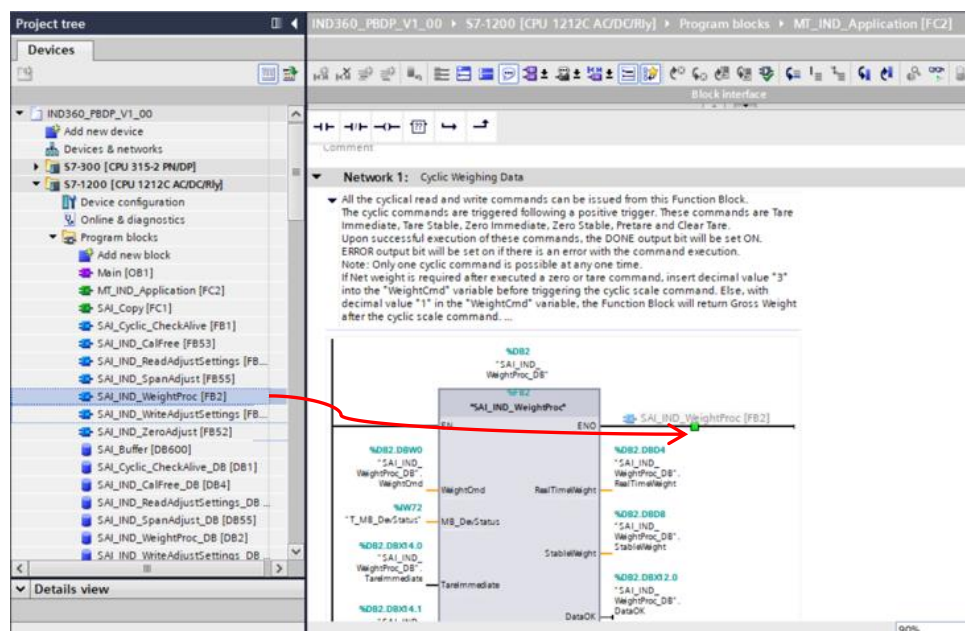 Project tree
IND360_PBDP_V1_00 ▸ S7-1200 [CPU 1212C AC/DC/Rly] ▸ Program blocks ▸ MT_IND_Application [FC2]
Devices
Block interface
IND360_PBDP_V1_00
Add new device
Devices & networks
S7-300 [CPU 315-2 PN/DP]
S7-1200 [CPU 1212C AC/DC/Rly]
Device configuration
Online & diagnostics
Program blocks
Add new block
Main [OB1]
MT_IND_Application [FC2]
SAI_Copy [FC1]
SAI_Cyclic_CheckAlive [FB1]
SAI_IND_CalFree [FB53]
SAI_IND_ReadAdjustSettings [FB...
SAI_IND_SpanAdjust [FB55]
SAI_IND_WeightProc [FB2]
SAI_IND_WriteAdjustSettings [FB...
SAI_IND_ZeroAdjust [FB52]
SAI_Buffer [DB600]
SAI_Cyclic_CheckAlive_DB [DB1]
SAI_IND_CalFree_DB [DB4]
SAI_IND_ReadAdjustSettings_DB ...
SAI_IND_SpanAdjust_DB [DB55]
SAI_IND_WeightProc_DB [DB2]
SAI_IND_WriteAdjustSettings_DB
Details view
Comment
Network 1: Cyclic Weighing Data
All the cyclical read and write commands can be issued from this Function Block.
The cyclic commands are triggered following a positive trigger. These commands are Tare
Immediate, Tare Stable, Zero Immediate, Zero Stable, Pretare and Clear Tare.
Upon successful execution of these commands, the DONE output bit will be set ON.
ERROR output bit will be set on if there is an error with the command execution.
Note: Only one cyclic command is possible at any one time.
If Net weight is required after executed a zero or tare command, insert decimal value "3"
into the "WeightCmd" variable before triggering the cyclic scale command. Else, with
decimal value "1" in the "WeightCmd" variable, the Function Block will return Gross Weight
after the cyclic scale command. ...
%DB2
"SAI_IND_
WeightProc_DB"
%FB2
"SAI_IND_WeightProc"
SAI_IND_WeightProc [FB2]
EN
ENO
%DB2.DBW0
"SAI_IND_
WeightProc_DB".
WeightCmd
WeightCmd
%IW72
"T_MB_DevStatus"
MB_DevStatus
%DB2.DBX14.0
"SAI_IND_
WeightProc_DB".
TareImmediate
TareImmediate
%DB2.DBX14.1
"SAI_IND_
%DB2.DBD4
"SAI_IND_
WeightProc_DB".
RealTimeWeight
RealTimeWeight
%DB2.DBD8
"SAI_IND_
WeightProc_DB".
StableWeight
StableWeight
%DB2.DBX12.0
"SAI_IND_
WeightProc_DB".
DataOK
DataOK
90%